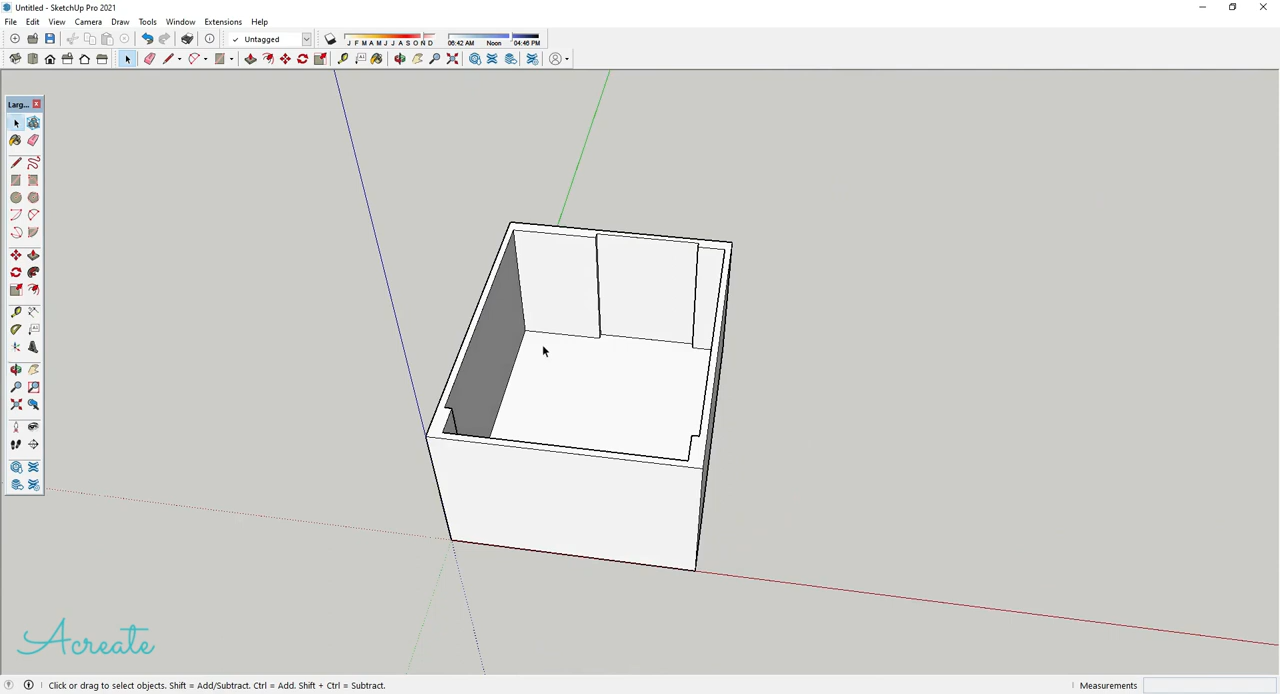 Untitled - SketchUp Pro 2021
File Edit View Camera Draw Tools Window Extensions Help
Untagged
J F M A M J J A S O N D
06:42 AM Noon 04:46 PM
Larg...
Acreate
Click or drag to select objects. Shift = Add/Subtract. Ctrl = Add. Shift + Ctrl = Subtract.
Measurements